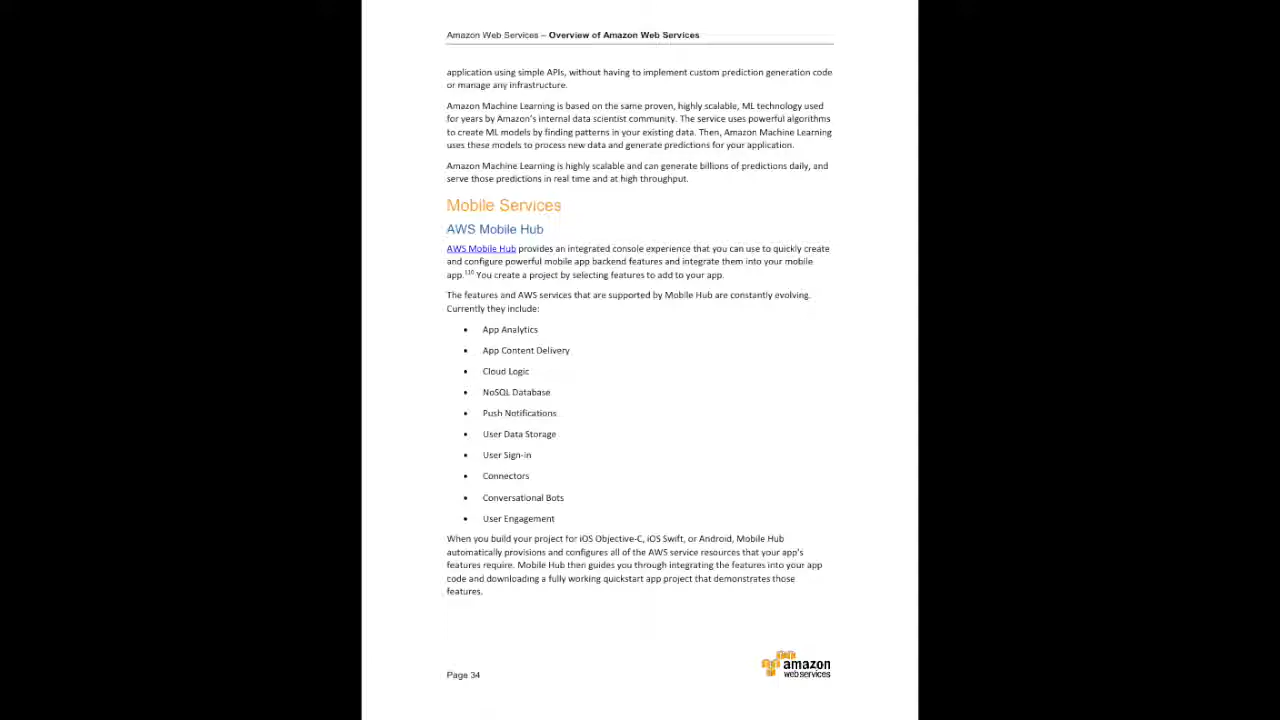 Amazon Web Services – Overview of Amazon Web Services
application using simple APIs, without having to implement custom prediction generation code
or manage any infrastructure.
Amazon Machine Learning is based on the same proven, highly scalable, ML technology used
for years by Amazon's internal data scientist community. The service uses powerful algorithms
to create ML models by finding patterns in your existing data. Then, Amazon Machine Learning
uses these models to process new data and generate predictions for your application.
Amazon Machine Learning is highly scalable and can generate billions of predictions daily, and
serve those predictions in real time and at high throughput.
Mobile Services
AWS Mobile Hub
AWS Mobile Hub provides an integrated console experience that you can use to quickly create
and configure powerful mobile app backend features and integrate them into your mobile
app.110 You create a project by selecting features to add to your app.
The features and AWS services that are supported by Mobile Hub are constantly evolving.
Currently they include:
• App Analytics
• App Content Delivery
• Cloud Logic
• NoSQL Database
• Push Notifications
• User Data Storage
• User Sign-in
• Connectors
• Conversational Bots
• User Engagement
When you build your project for iOS Objective-C, iOS Swift, or Android, Mobile Hub
automatically provisions and configures all of the AWS service resources that your app's
features require. Mobile Hub then guides you through integrating the features into your app
code and downloading a fully working quickstart app project that demonstrates those
features.
Page 34
amazon
webservices